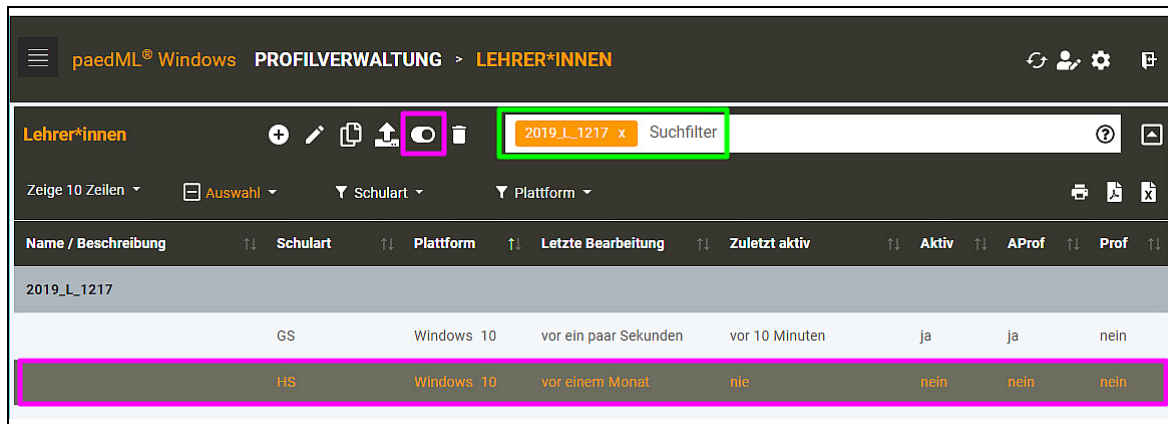 paedML® Windows PROFILVERWALTUNG > LEHRER*INNEN
Lehrer*innen 2019_L_1217 x Suchfilter
Zeige 10 Zeilen Auswahl Schulart Plattform
Name / Beschreibung Schulart Plattform Letzte Bearbeitung Zuletzt aktiv Aktiv AProf Prof
2019_L_1217
GS Windows 10 vor ein paar Sekunden vor 10 Minuten ja ja nein
HS Windows 10 vor einem Monat nie nein nein nein